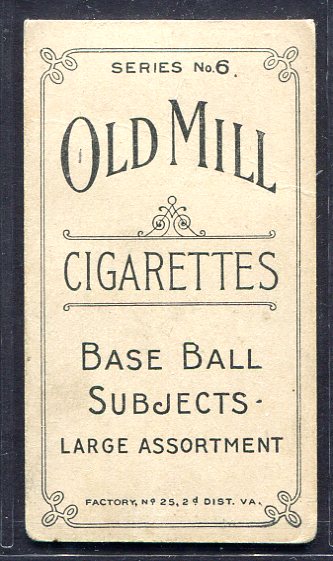 SERIES No.6.
OLD MILL
CIGARETTES
BASE BALL
SUBJECTS-
LARGE ASSORTMENT
FACTORY, Nº 25, 2d DIST. VA.